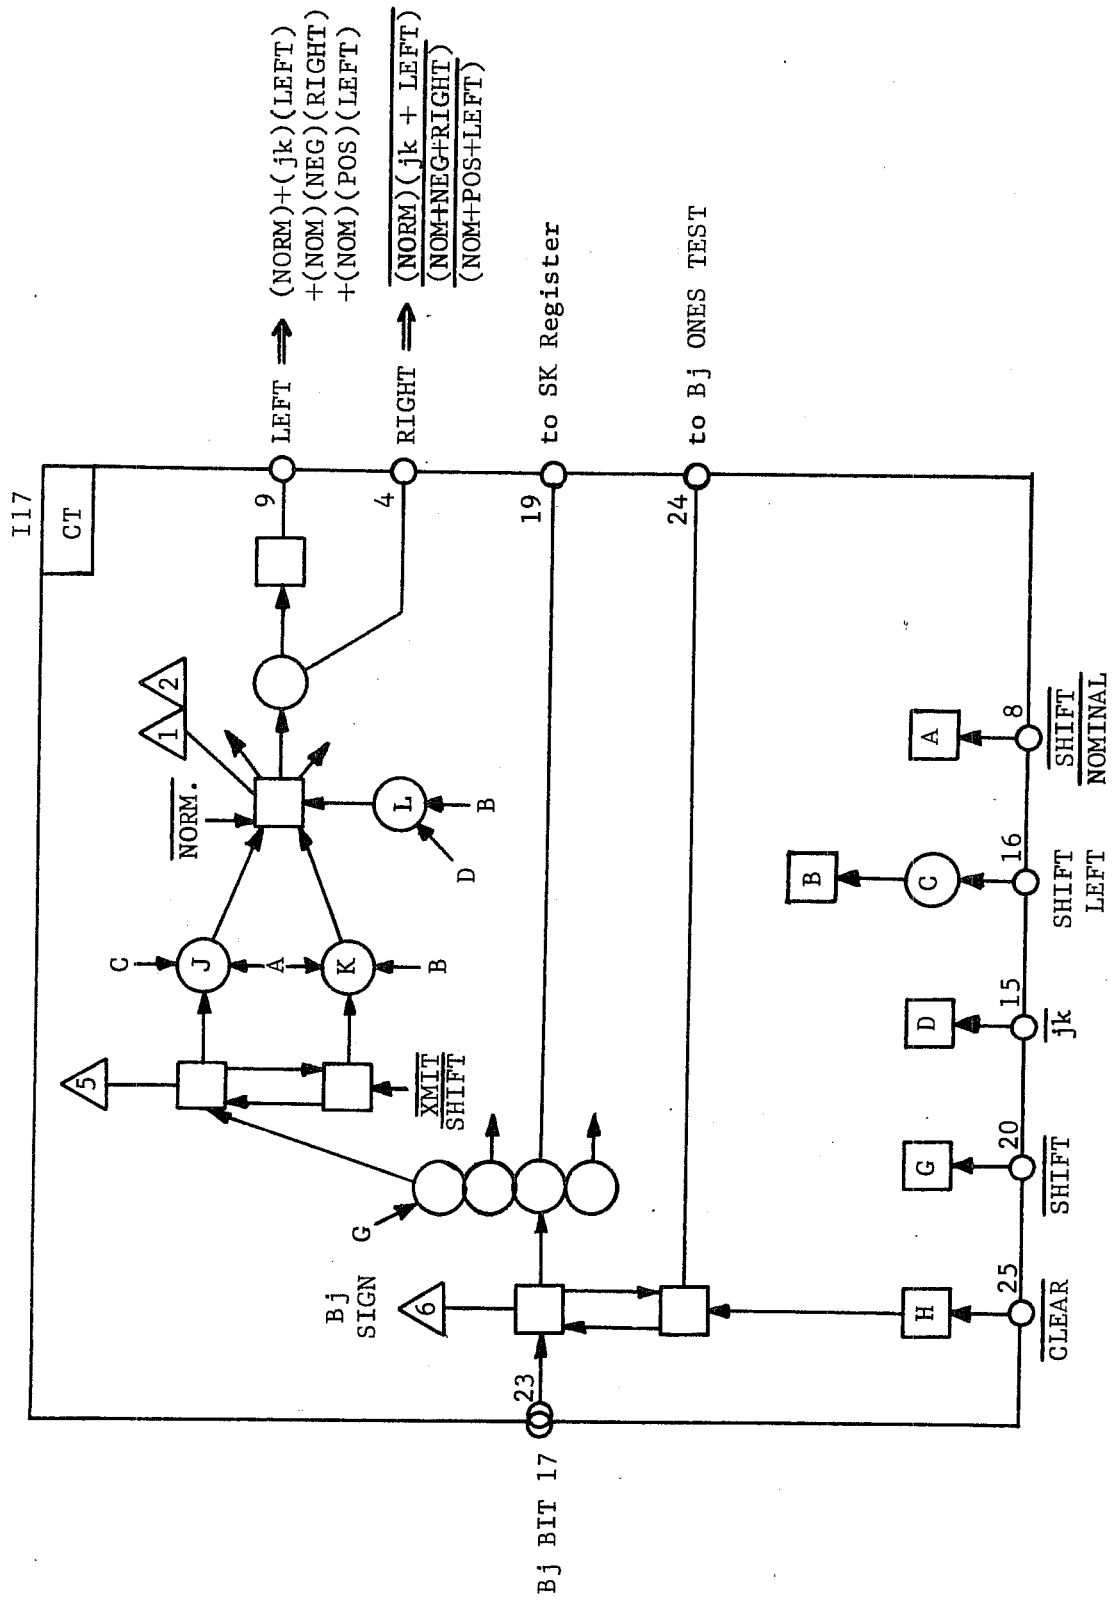 I17
CT
9
LEFT ⇒ (NORM)+(jk)(LEFT)
+(NOM)(NEG)(RIGHT)
+(NOM)(POS)(LEFT)
4
RIGHT ⇒ (NORM)(jk + LEFT)
(NOM+NEG+RIGHT)
(NOM+POS+LEFT)
19
to SK Register
24
to Bj ONES TEST
1
2
NORM.
L
D
B
5
C
J
A
K
B
XMIT
SHIFT
G
Bj
SIGN
6
23
Bj BIT 17
H
25
CLEAR
G
20
SHIFT
D
15
jk
B
C
16
SHIFT
LEFT
A
8
SHIFT
NOMINAL